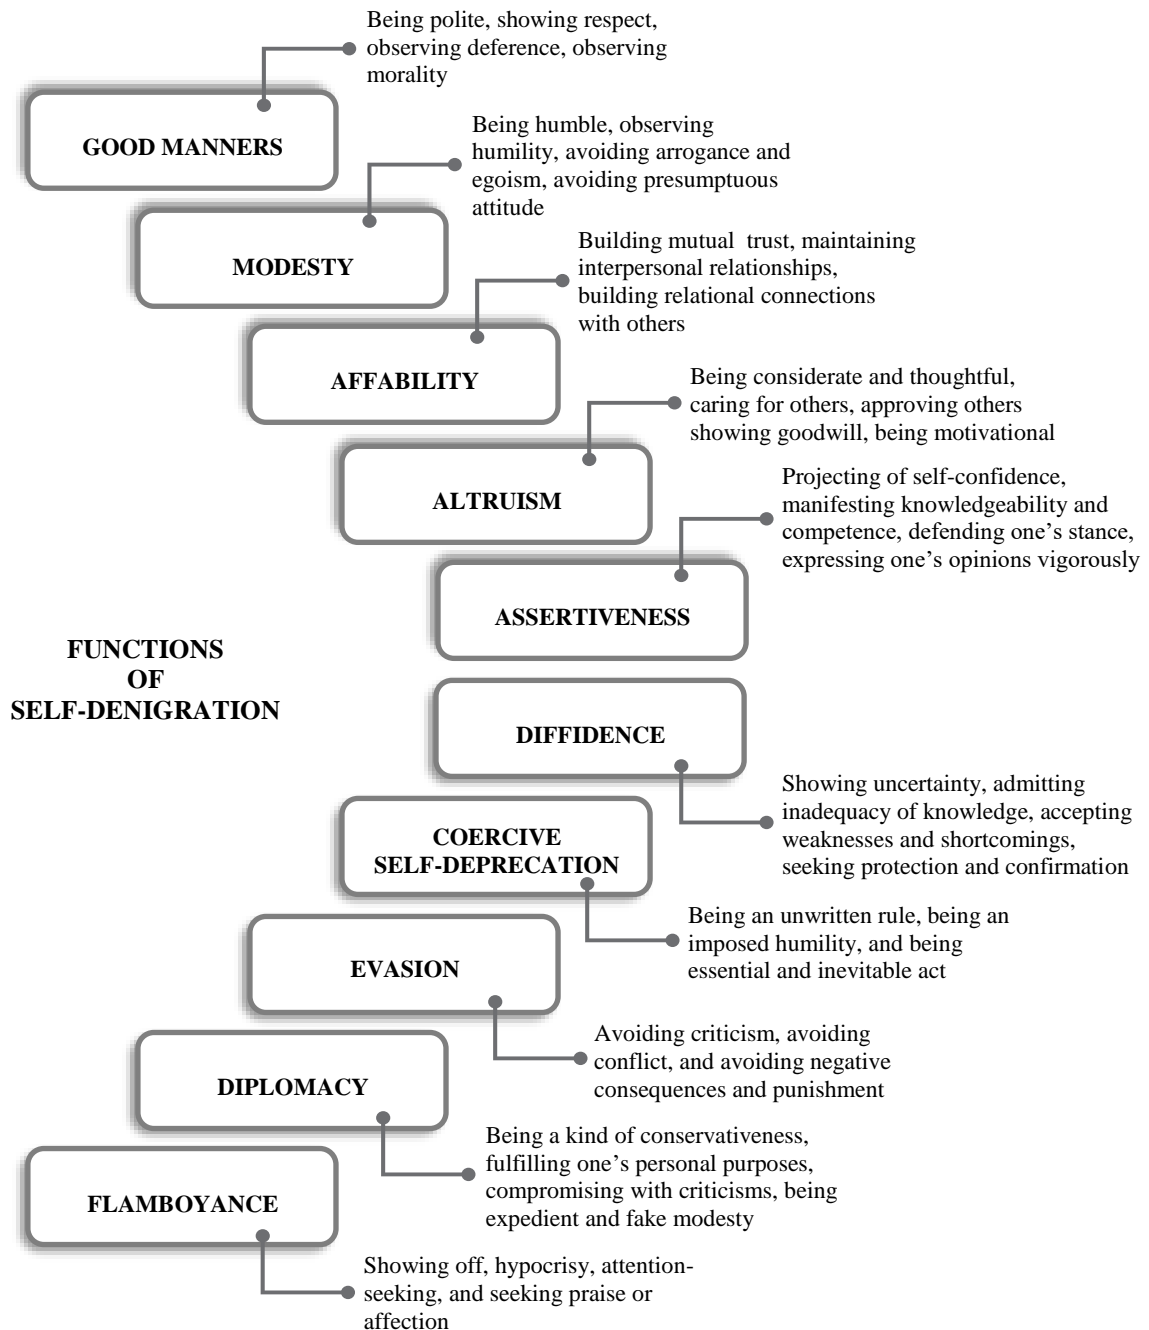 Being polite, showing respect,
observing deference, observing
morality
GOOD MANNERS
Being humble, observing
humility, avoiding arrogance and
egoism, avoiding presumptuous
attitude
MODESTY
Building mutual trust, maintaining
interpersonal relationships,
building relational connections
with others
AFFABILITY
Being considerate and thoughtful,
caring for others, approving others
showing goodwill, being motivational
ALTRUISM
Projecting of self-confidence,
manifesting knowledgeability and
competence, defending one’s stance,
expressing one’s opinions vigorously
ASSERTIVENESS
FUNCTIONS
OF
SELF-DENIGRATION
DIFFIDENCE
Showing uncertainty, admitting
inadequacy of knowledge, accepting
weaknesses and shortcomings,
seeking protection and confirmation
COERCIVE
SELF-DEPRECATION
Being an unwritten rule, being an
imposed humility, and being
essential and inevitable act
EVASION
Avoiding criticism, avoiding
conflict, and avoiding negative
consequences and punishment
DIPLOMACY
Being a kind of conservativeness,
fulfilling one’s personal purposes,
compromising with criticisms, being
expedient and fake modesty
FLAMBOYANCE
Showing off, hypocrisy, attention-
seeking, and seeking praise or
affection